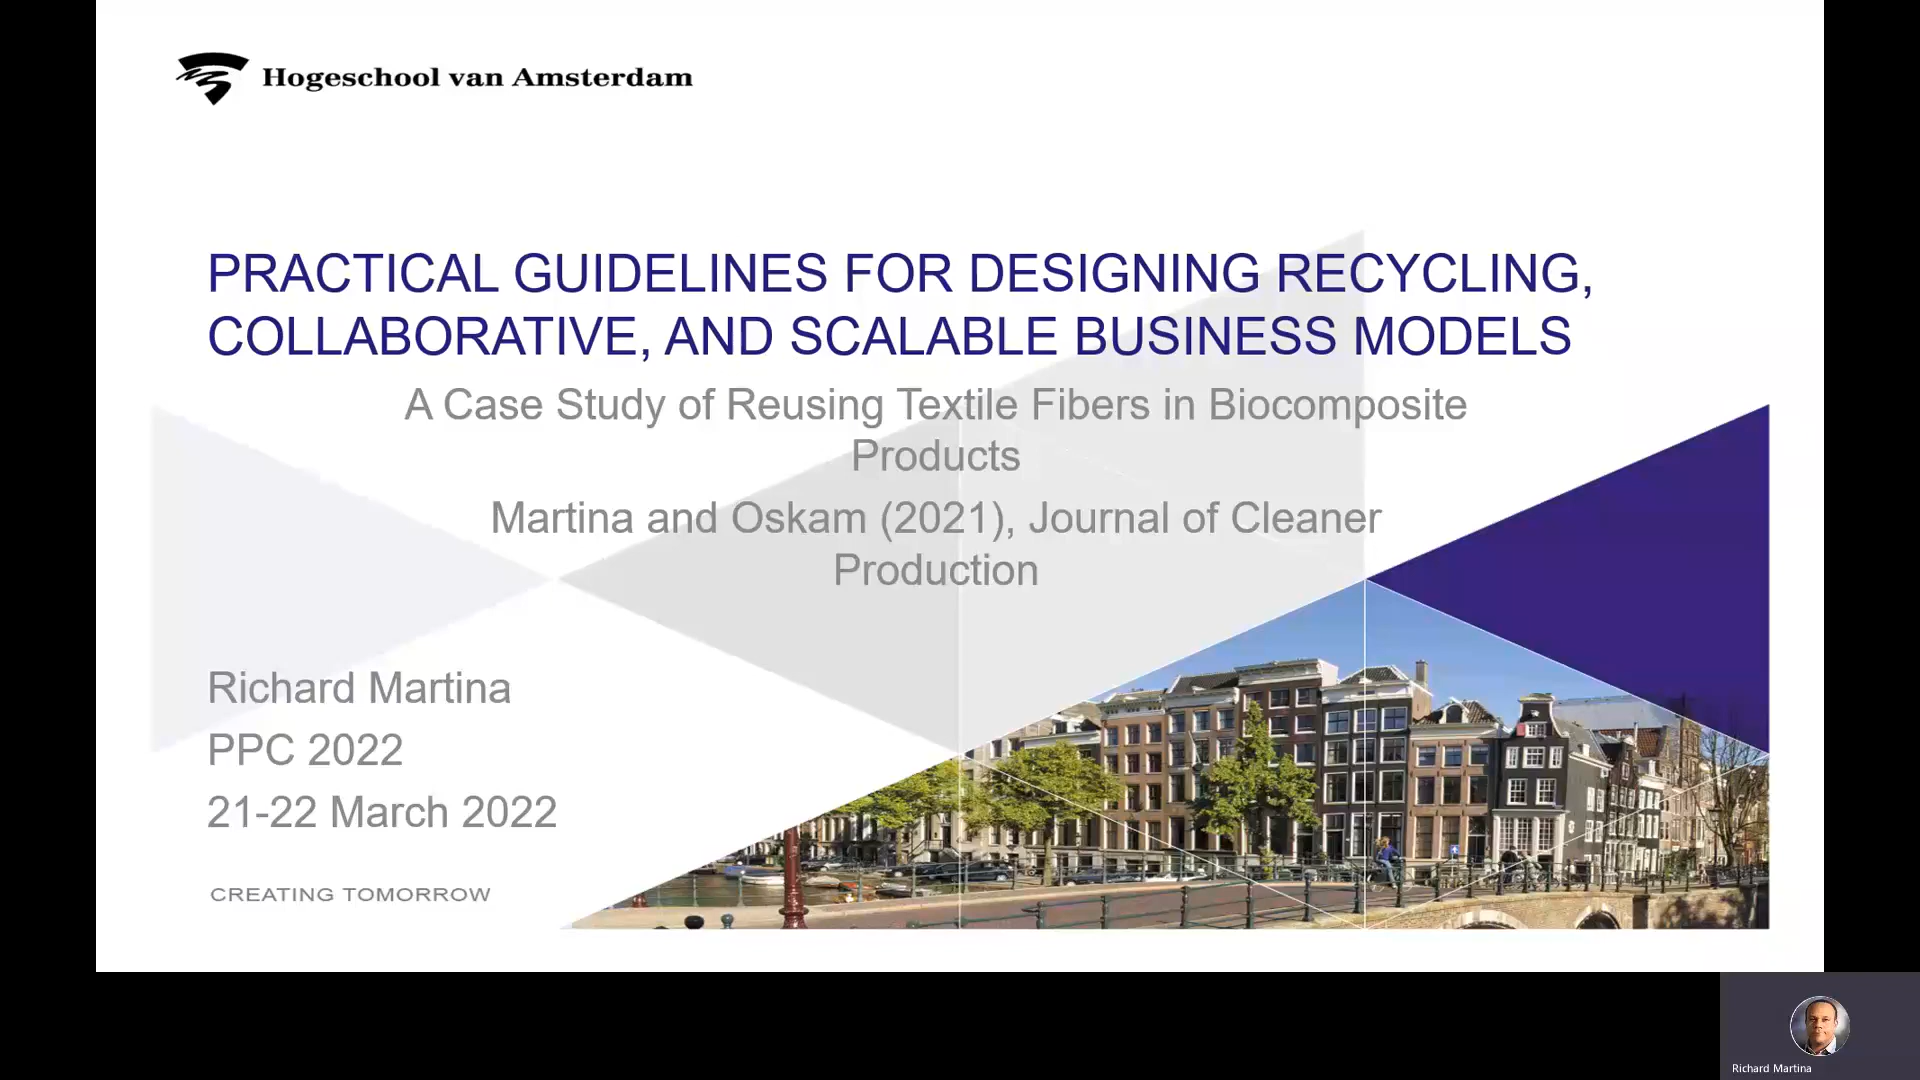 Hogeschool van Amsterdam
PRACTICAL GUIDELINES FOR DESIGNING RECYCLING,
COLLABORATIVE, AND SCALABLE BUSINESS MODELS
A Case Study of Reusing Textile Fibers in Biocomposite
Products
Martina and Oskam (2021), Journal of Cleaner
Production
Richard Martina
PPC 2022
21-22 March 2022
CREATING TOMORROW
Richard Martina